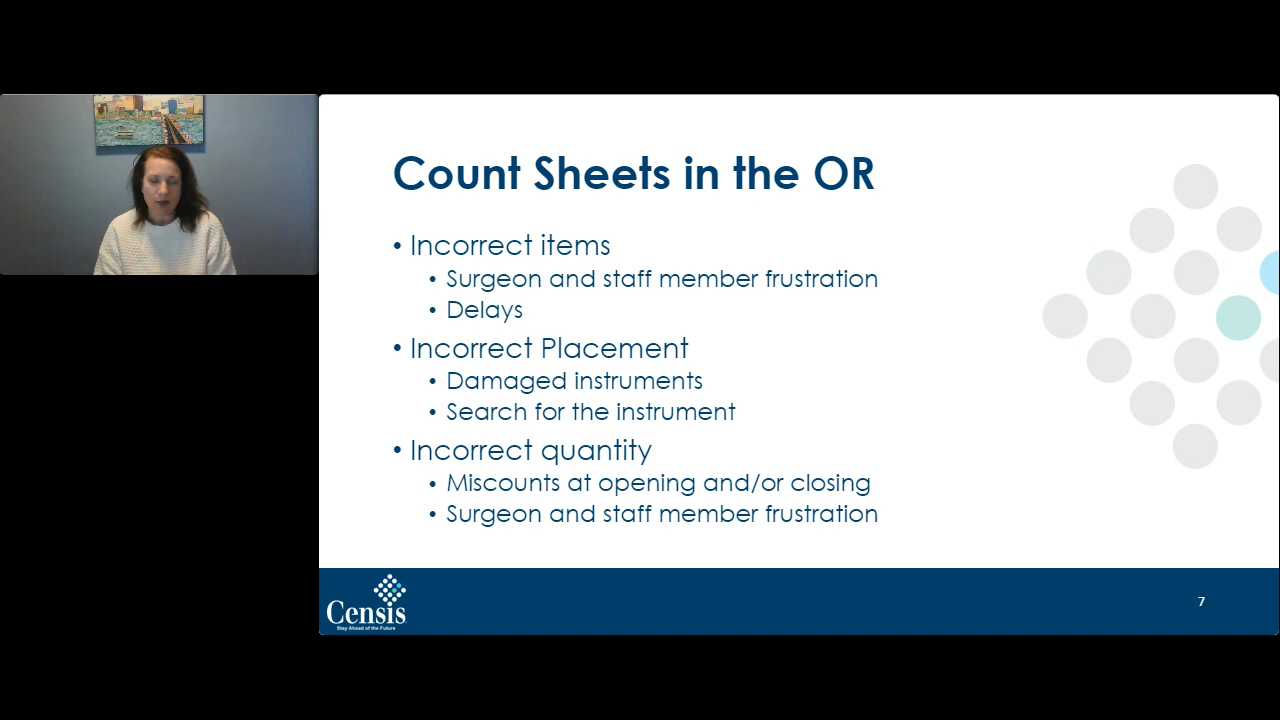 Count Sheets in the OR
• Incorrect items
• Surgeon and staff member frustration
• Delays
• Incorrect Placement
• Damaged instruments
• Search for the instrument
• Incorrect quantity
• Miscounts at opening and/or closing
• Surgeon and staff member frustration
Censis
Stay Ahead of the Future
7